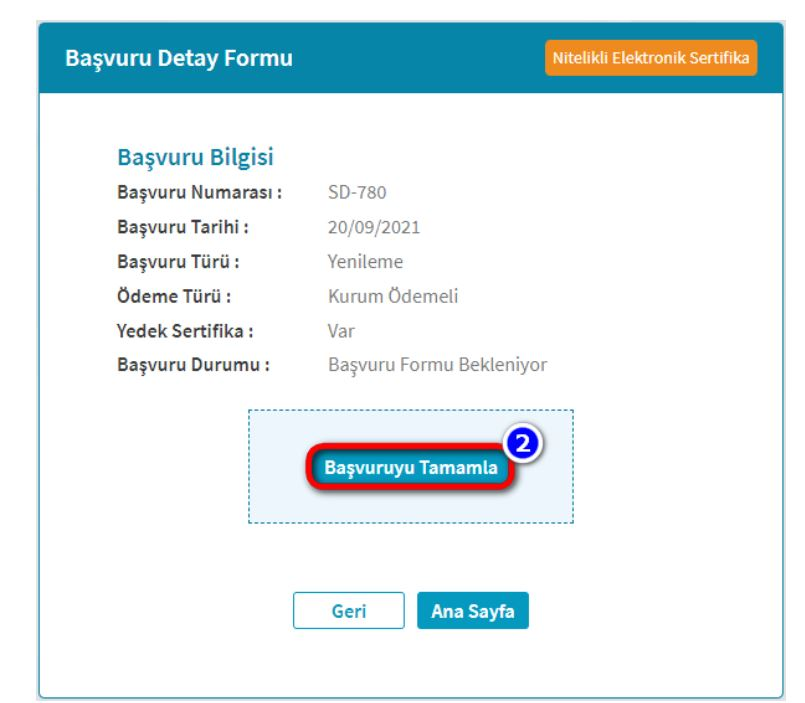 Başvuru Detay Formu
Nitelikli Elektronik Sertifika
Başvuru Bilgisi
Başvuru Numarası : SD-780
Başvuru Tarihi : 20/09/2021
Başvuru Türü : Yenileme
Ödeme Türü : Kurum Ödemeli
Yedek Sertifika : Var
Başvuru Durumu : Başvuru Formu Bekleniyor
2
Başvuruyu Tamamla
Geri
Ana Sayfa